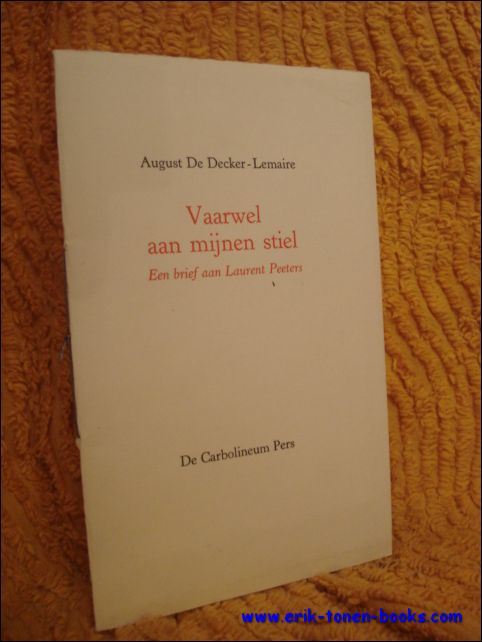 August De Decker-Lemaire
Vaarwel
aan mijnen stiel
Een brief aan Laurent Peeters
De Carbolineum Pers
www.erik-tonen-books.com